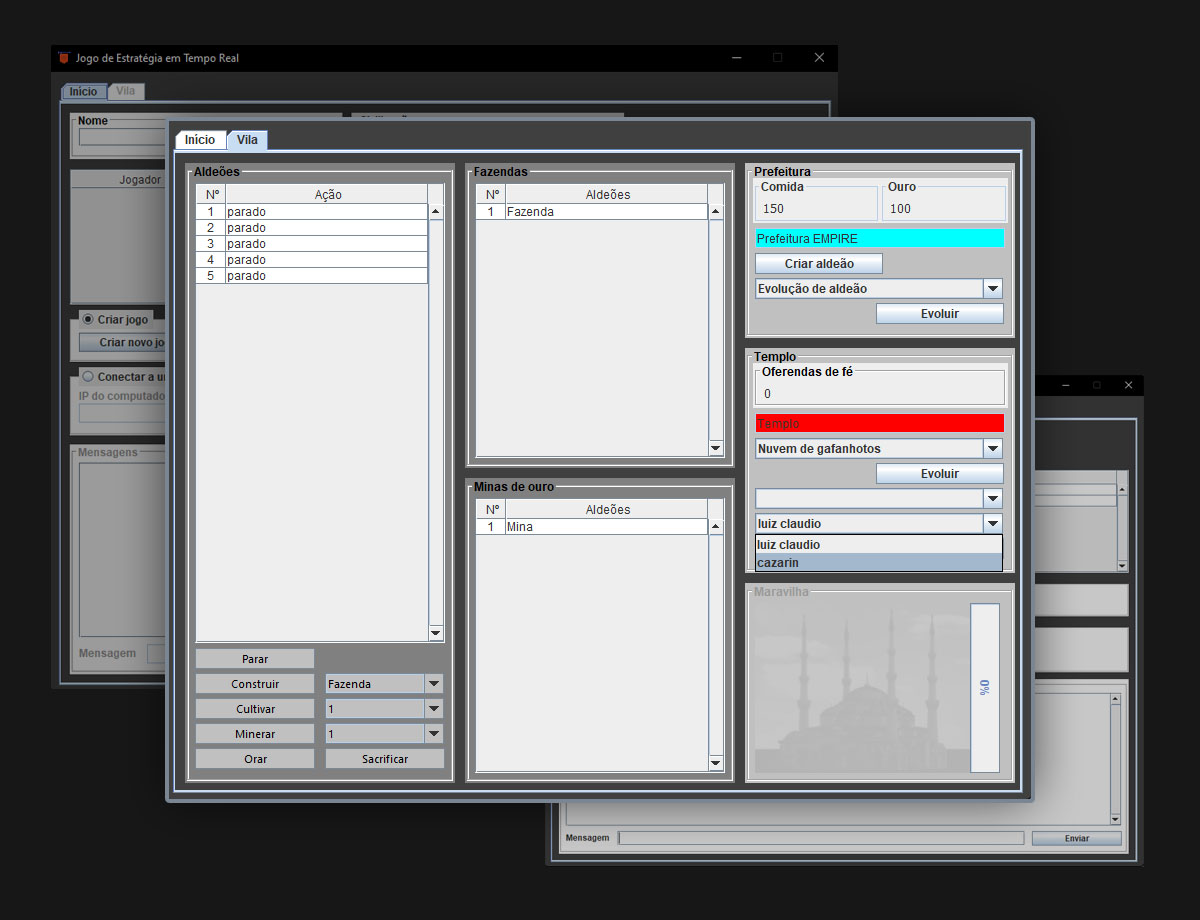 Jogo de Estratégia em Tempo Real
Início
Vila
Nome
Jogador
Criar jogo
Criar novo jo
Conectar a u
IP do computado
Mensagens
Mensagem
Início
Vila
Aldeões
Nº
Ação
1
parado
2
parado
3
parado
4
parado
5
parado
Parar
Construir
Fazenda
Cultivar
1
Minerar
1
Orar
Sacrificar
Fazendas
Nº
Aldeões
1
Fazenda
Minas de ouro
Nº
Aldeões
1
Mina
Prefeitura
Comida
Ouro
150
100
Prefeitura EMPIRE
Criar aldeão
Evolução de aldeão
Evoluir
Templo
Oferendas de fé
0
Templo
Nuvem de gafanhotos
Evoluir
luiz claudio
luiz claudio
cazarin
Maravilha
0%
Mensagem
Enviar